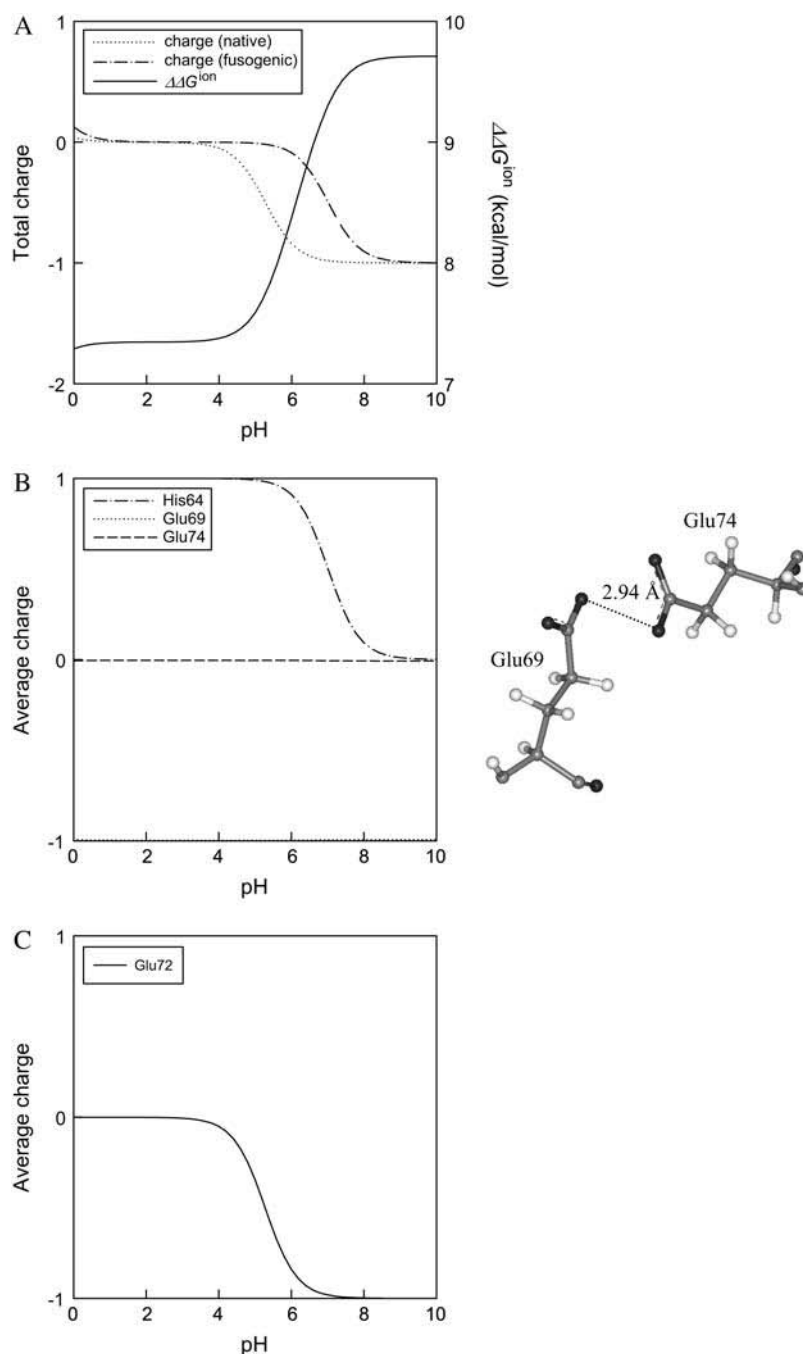 A
1
0
-1
-2
Total charge
charge (native)
charge (fusogenic)
ΔΔG^ion
10
9
8
7
ΔΔG^ion (kcal/mol)
0 2 4 6 8 10
pH
B
1
0
-1
Average charge
His64
Glu69
Glu74
0 2 4 6 8 10
pH
Glu74
2.94 Å
Glu69
C
1
0
-1
Average charge
Glu72
0 2 4 6 8 10
pH